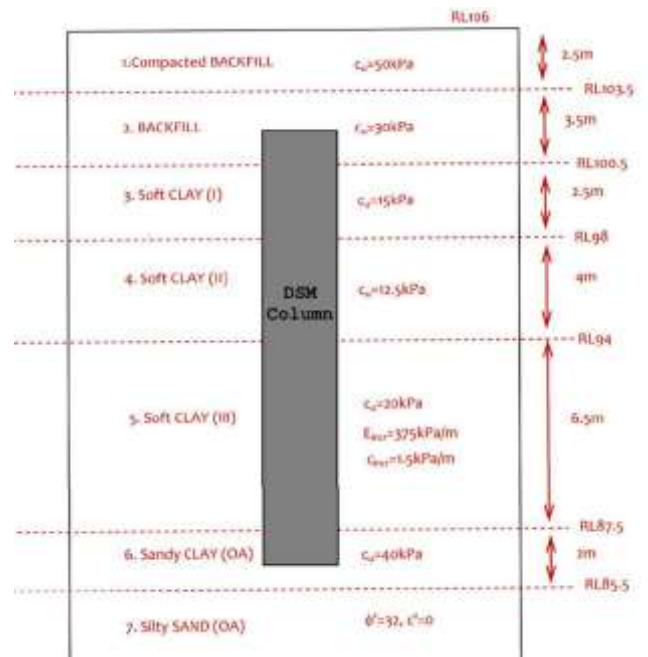 RL106
1.Compacted BACKFILL cᵤ=50kPa 2.5m
RL103.5
2. BACKFILL cᵤ=30kPa 3.5m
RL100.5
3. Soft CLAY (I) cᵤ=15kPa 2.5m
RL98
4. Soft CLAY (II) cᵤ=12.5kPa 4m
DSM
Column
RL94
5. Soft CLAY (III) cᵤ=20kPa 6.5m
Eᵢₙcᵣ=375kPa/m
cᵢₙcᵣ=1.5kPa/m
RL87.5
6. Sandy CLAY (OA) cᵤ=40kPa 2m
RL85.5
7. Silty SAND (OA) ϕ'=32, c'=0